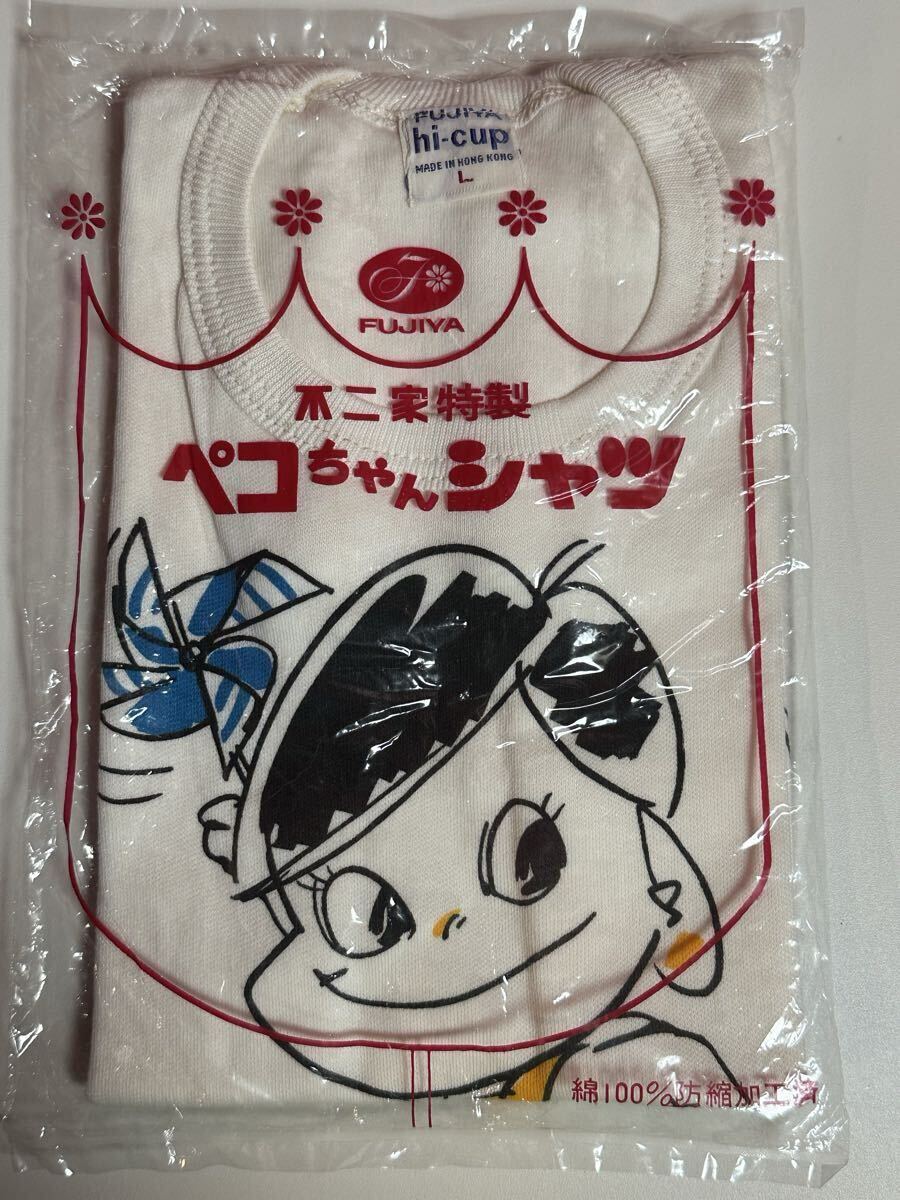 FUJIYA
hi-cup
MADE IN HONG KONG
L
FUJIYA
不二家特製
ペコちゃんシャツ
綿100%防縮加工済